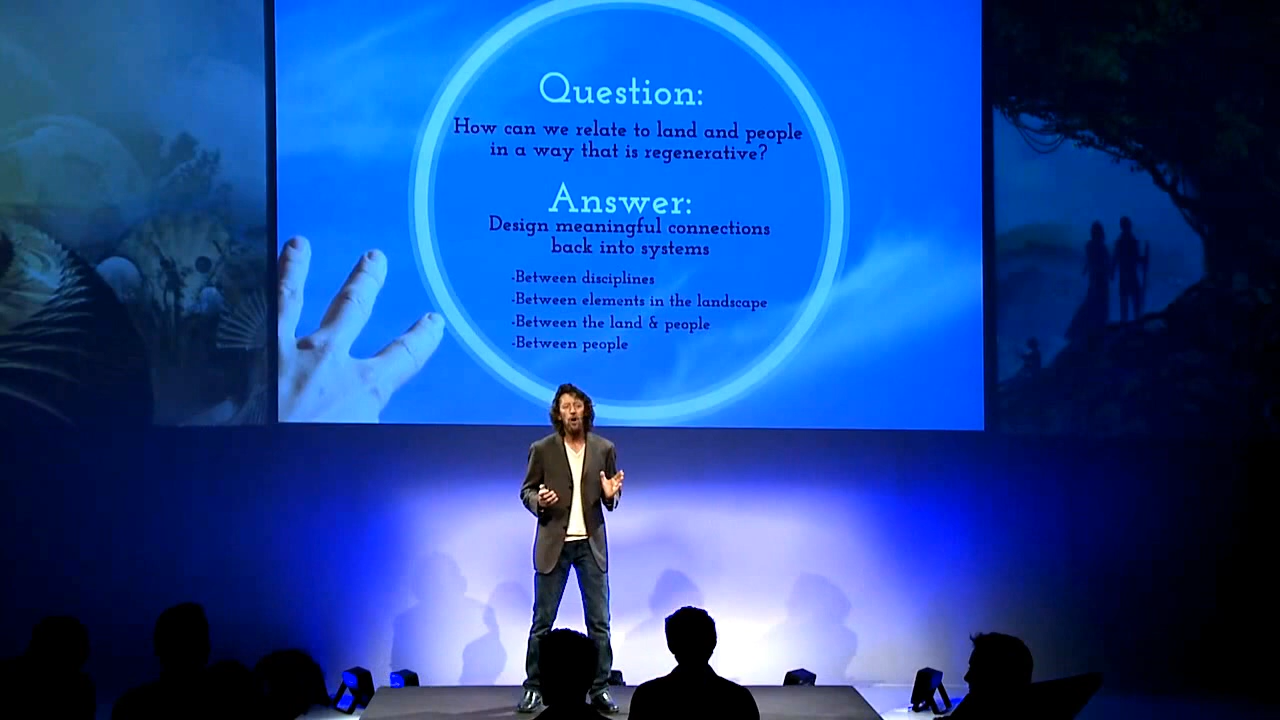 Question:
How can we relate to land and people
in a way that is regenerative?
Answer:
Design meaningful connections
back into systems
-Between disciplines
-Between elements in the landscape
-Between the land & people
-Between people